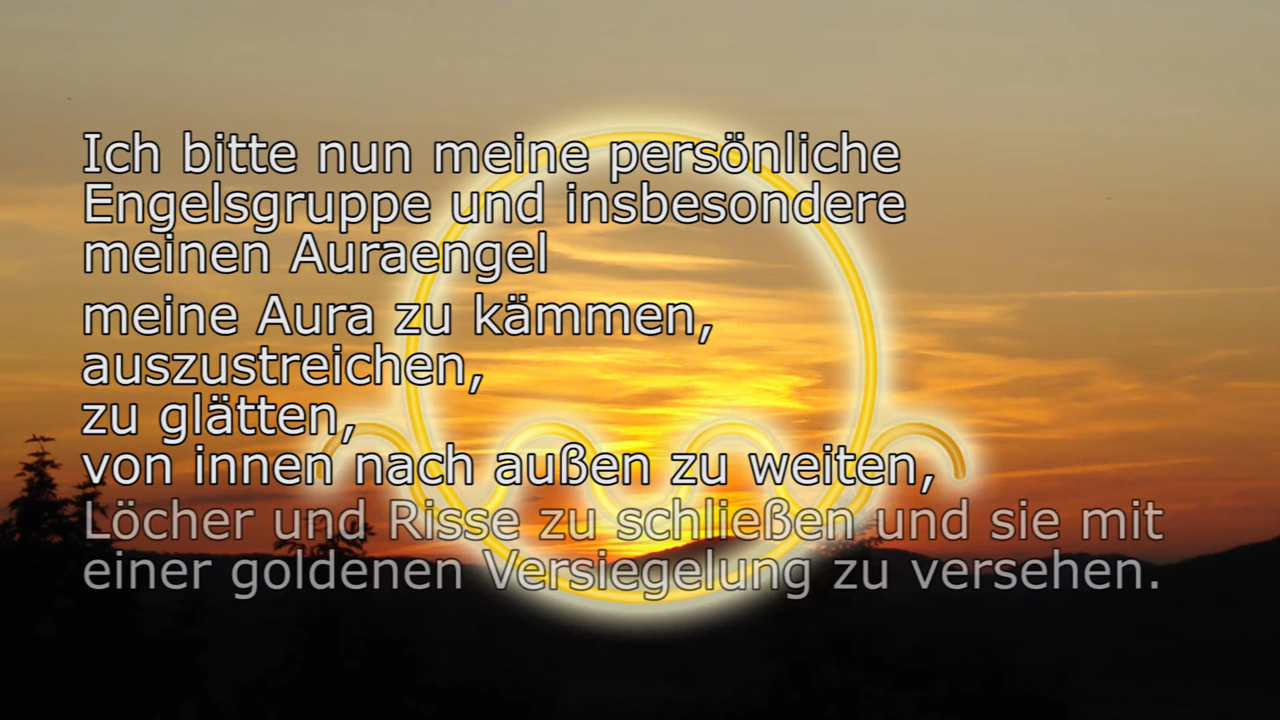 Ich bitte nun meine persönliche
Engelsgruppe und insbesondere
meinen Auraengel
meine Aura zu kämmen,
auszustreichen,
zu glätten,
von innen nach außen zu weiten,
Löcher und Risse zu schließen und sie mit
einer goldenen Versiegelung zu versehen.